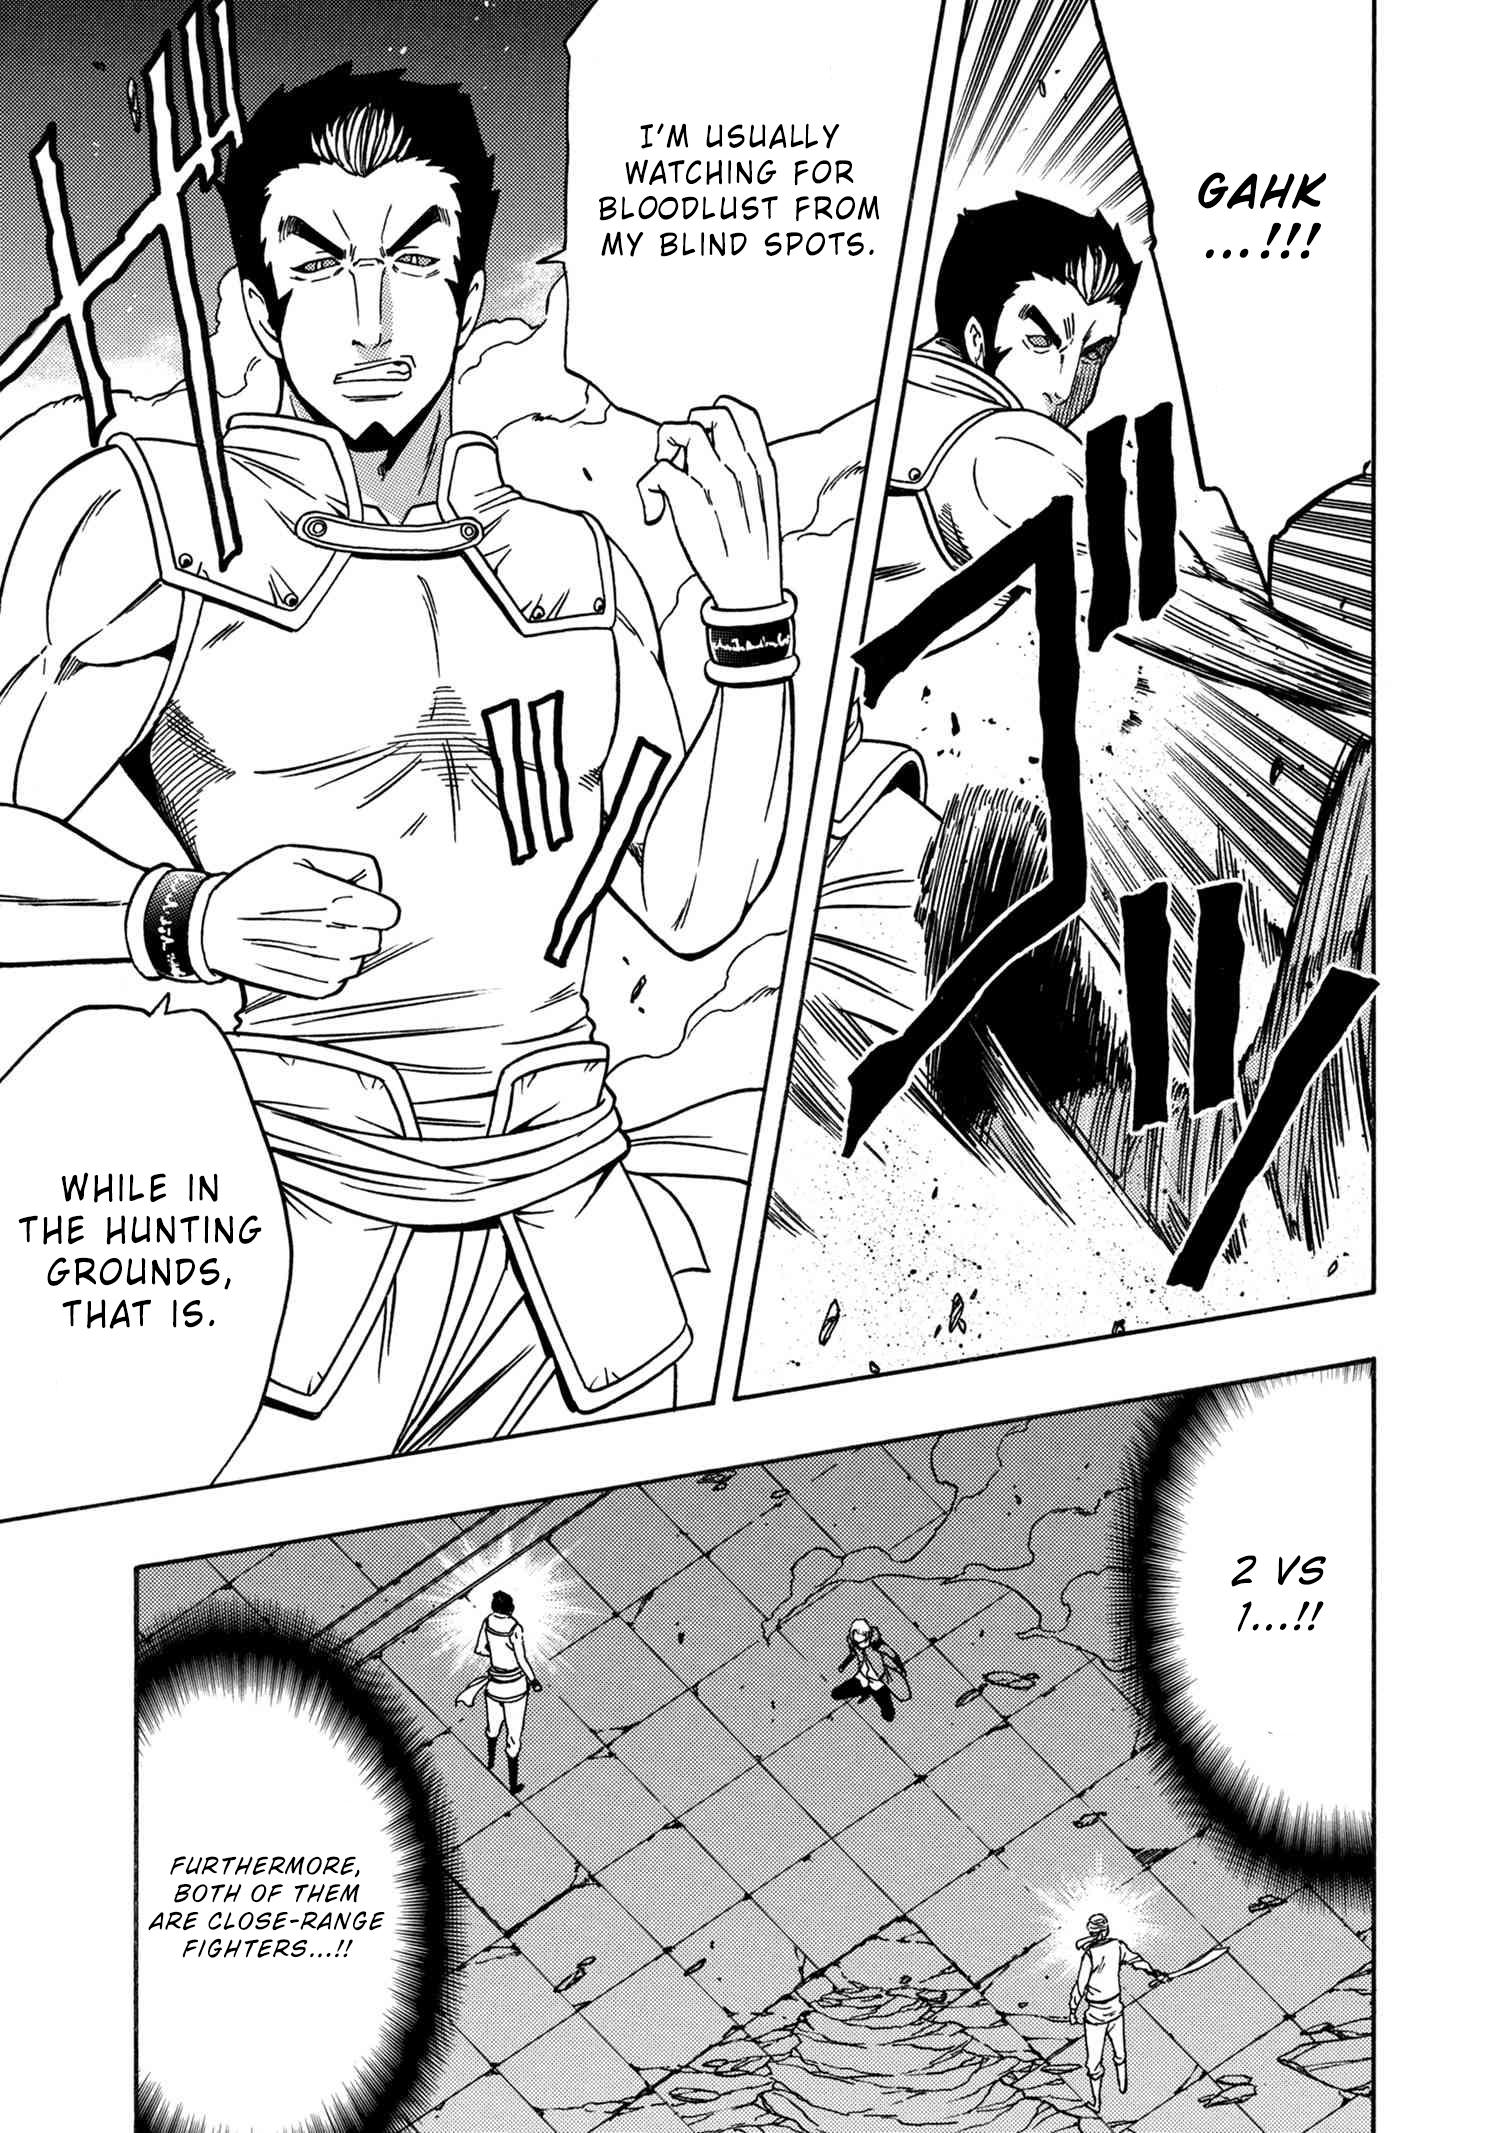 GAHK
...!!!
I'M USUALLY
WATCHING FOR
BLOODLUST FROM
MY BLIND SPOTS.
WHILE IN
THE HUNTING
GROUNDS,
THAT IS.
2 VS
1...!!
FURTHERMORE,
BOTH OF THEM
ARE CLOSE-RANGE
FIGHTERS...!!